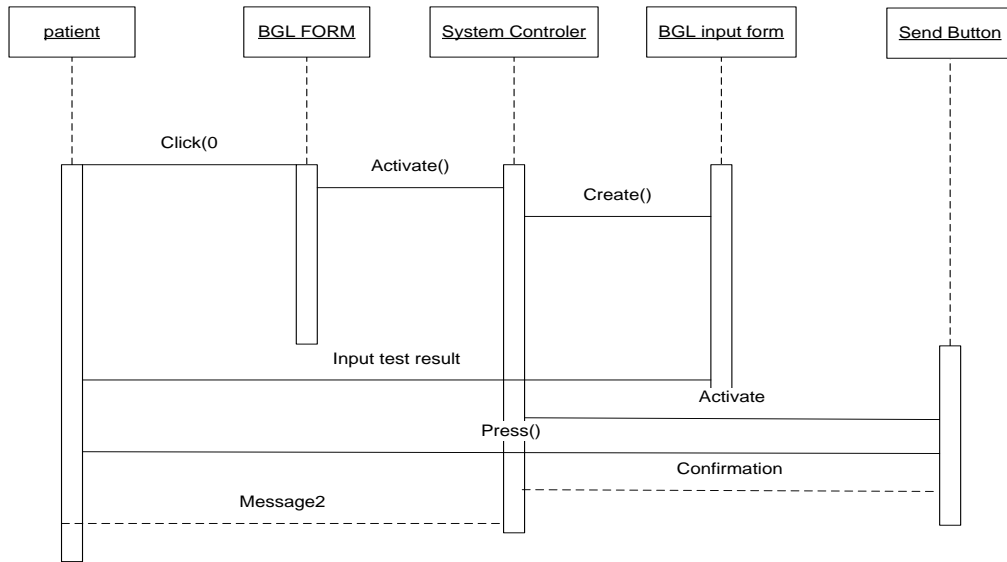 patient
BGL FORM
System Controler
BGL input form
Send Button
Click(0
Activate()
Create()
Input test result
Activate
Press()
Confirmation
Message2